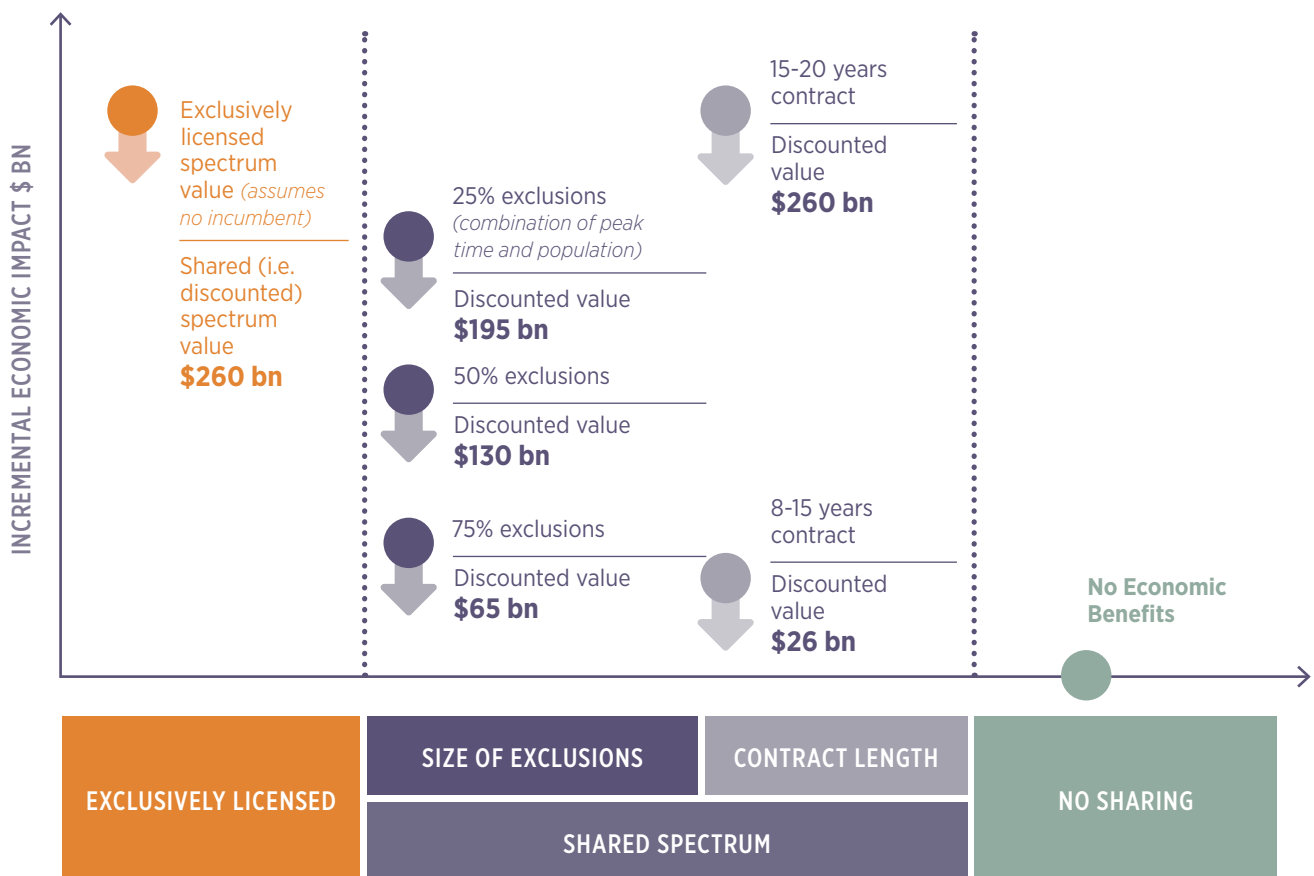 INCREMENTAL ECONOMIC IMPACT $ BN
Exclusively
licensed
spectrum
value (assumes
no incumbent)
Shared (i.e.
discounted)
spectrum
value
$260 bn
25% exclusions
(combination of peak
time and population)
Discounted value
$195 bn
50% exclusions
Discounted value
$130 bn
75% exclusions
Discounted value
$65 bn
15-20 years
contract
Discounted
value
$260 bn
8-15 years
contract
Discounted
value
$26 bn
No Economic
Benefits
EXCLUSIVELY LICENSED
SIZE OF EXCLUSIONS
CONTRACT LENGTH
SHARED SPECTRUM
NO SHARING